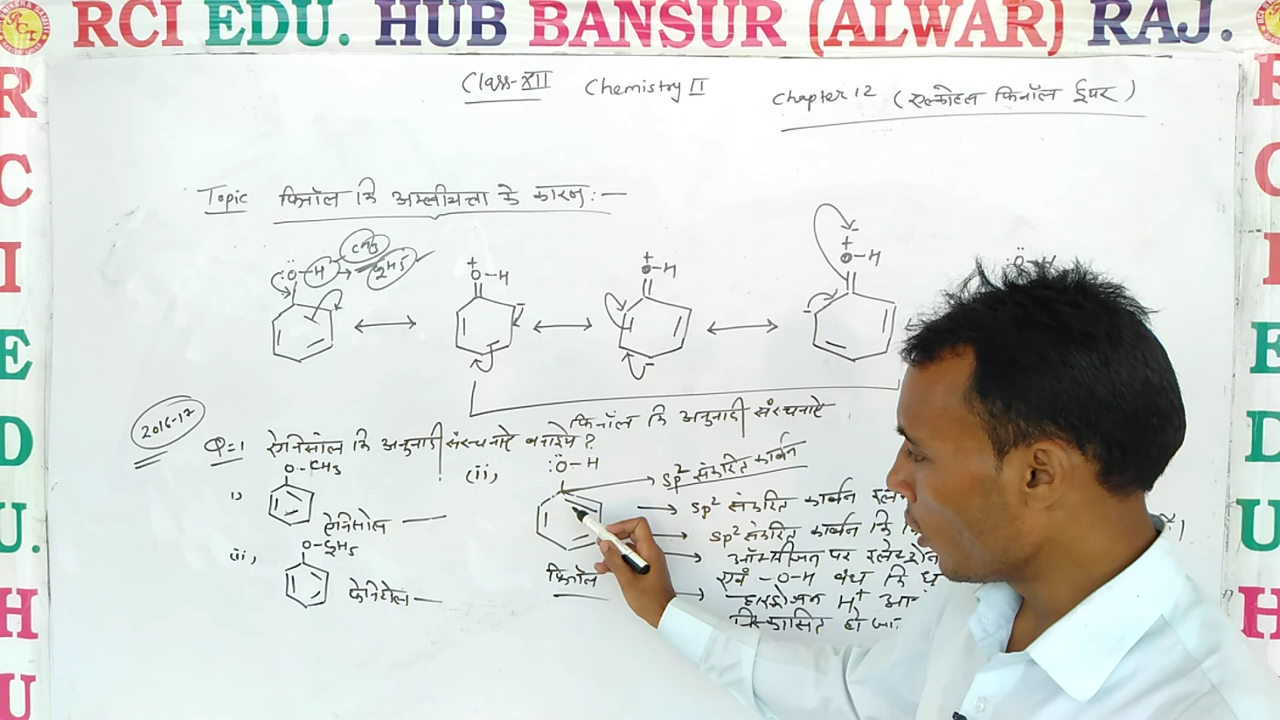 RCI EDU. HUB BANSUR (ALWAR) RAJ.
R C I E D U. H U
Class-XII Chemistry II Chapter 12 (एल्कोहल फिनॉल ईथर)
Topic फिनॉल कि अम्लीयता के कारण:—
:Ö-H → CH3
C2H5
+
O-H
+
O-H
+
O-H
Ö-H
फिनॉल कि अनुनादी संरचनाऐ
2016-17
Q=1 ऐनिसोल कि अनुनादी संरचनाऐ बनाइये?
i) O-CH3
ऐनिसोल
ii) O-C2H5
फेनिटोल
(ii) :Ö-H
फिनॉल
→ sp² संकरित कार्बन
→ sp² संकरित कार्बन
→ sp² संकरित कार्बन कि
→ ऑक्सीजन पर
एवं -O-H बंध कि
→ हाइड्रोजन H+
निष्कासित हो
R C I E D U. H U